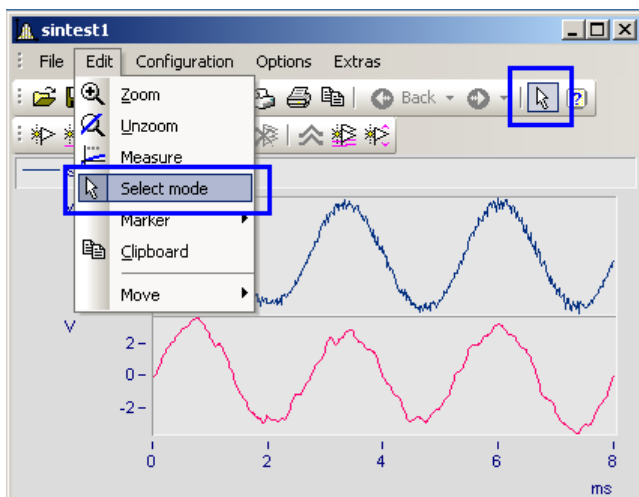 sintest1
File Edit Configuration Options Extras
Zoom
Back
Unzoom
Measure
Select mode
Marker
Clipboard
Move
V
2
0
-2
0 2 4 6 8
ms